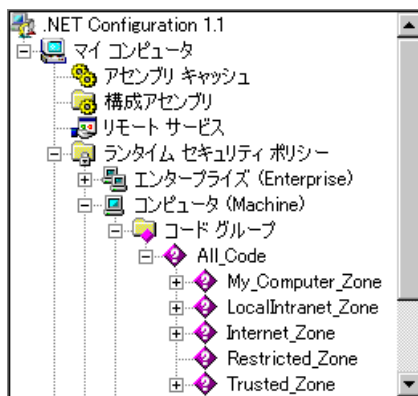 .NET Configuration 1.1
マイ コンピュータ
アセンブリ キャッシュ
構成アセンブリ
リモート サービス
ランタイム セキュリティ ポリシー
エンタープライズ (Enterprise)
コンピュータ (Machine)
コード グループ
All_Code
My_Computer_Zone
LocalIntranet_Zone
Internet_Zone
Restricted_Zone
Trusted_Zone